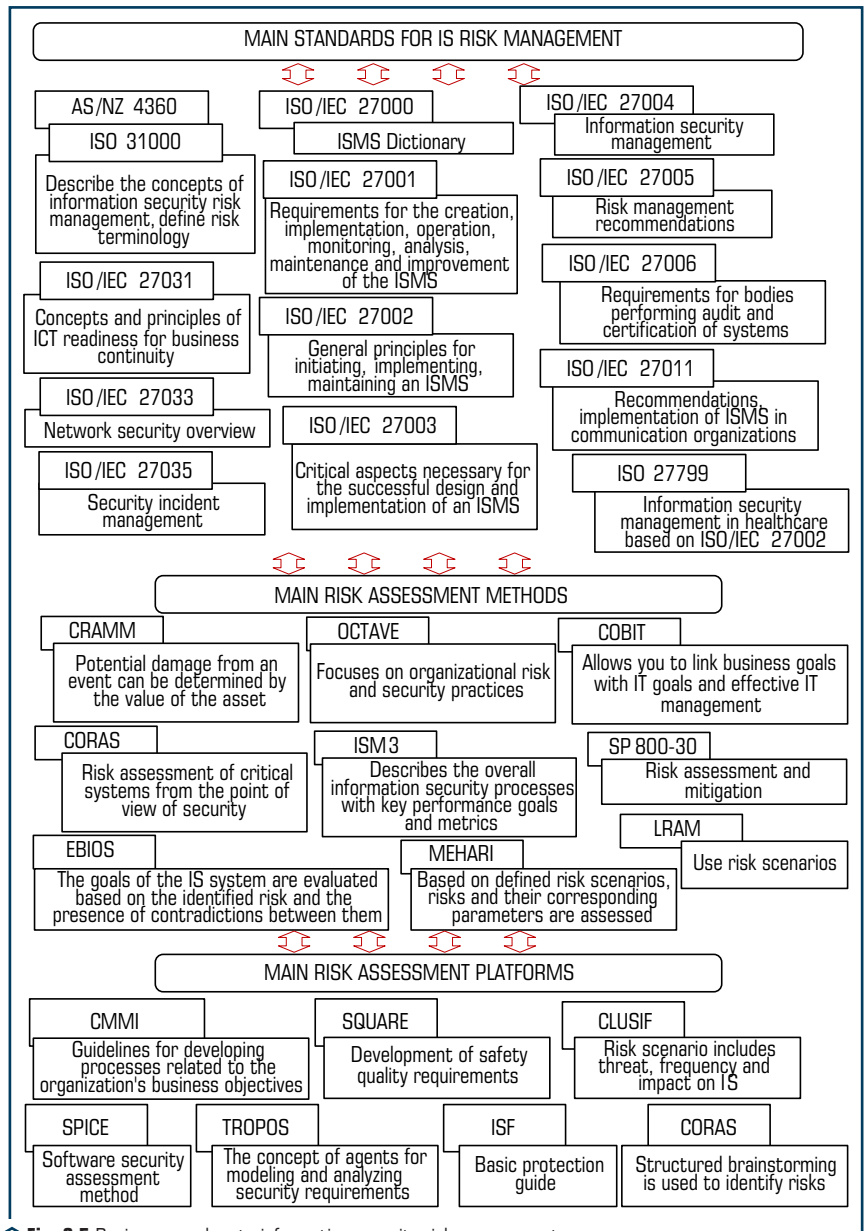 MAIN STANDARDS FOR IS RISK MANAGEMENT
AS/NZ 4360
ISO 31000
Describe the concepts of
information security risk
management, define risk
terminology
ISO/IEC 27031
Concepts and principles of
ICT readiness for business
continuity
ISO/IEC 27033
Network security overview
ISO/IEC 27035
Security incident
management
ISO/IEC 27000
ISMS Dictionary
ISO/IEC 27001
Requirements for the creation,
implementation, operation,
monitoring, analysis,
maintenance and improvement
of the ISMS
ISO/IEC 27002
General principles for
initiating, implementing,
maintaining an ISMS
ISO/IEC 27003
Critical aspects necessary for
the successful design and
implementation of an ISMS
ISO/IEC 27004
Information security
management
ISO/IEC 27005
Risk management
recommendations
ISO/IEC 27006
Requirements for bodies
performing audit and
certification of systems
ISO/IEC 27011
Recommendations,
implementation of ISMS in
communication organizations
ISO 27799
Information security
management in healthcare
based on ISO/IEC 27002
MAIN RISK ASSESSMENT METHODS
CRAMM
Potential damage from an
event can be determined by
the value of the asset
OCTAVE
Focuses on organizational risk
and security practices
COBIT
Allows you to link business goals
with IT goals and effective IT
management
CORAS
Risk assessment of critical
systems from the point of
view of security
ISM3
Describes the overall
information security processes
with key performance goals
and metrics
SP 800-30
Risk assessment and
mitigation
LRAM
Use risk scenarios
EBIOS
The goals of the IS system are evaluated
based on the identified risk and the
presence of contradictions between them
MEHARI
Based on defined risk scenarios,
risks and their corresponding
parameters are assessed
MAIN RISK ASSESSMENT PLATFORMS
CMMI
Guidelines for developing
processes related to the
organization's business objectives
SQUARE
Development of safety
quality requirements
CLUSIF
Risk scenario includes
threat, frequency and
impact on IS
SPICE
Software security
assessment
method
TROPOS
The concept of agents for
modeling and analyzing
security requirements
ISF
Basic protection
guide
CORAS
Structured brainstorming
is used to identify risks